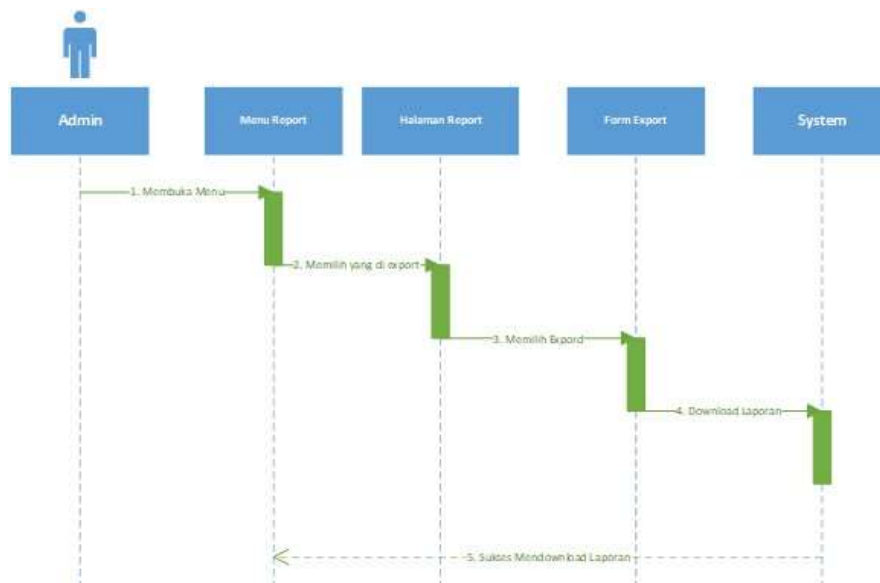 Admin
Menu Report
Halaman Report
Form Export
System
1. Membuka Menu
2. Memilih yang di export
3. Memilih Expord
4. Download Laporan
5. Sukses Mendownload Laporan